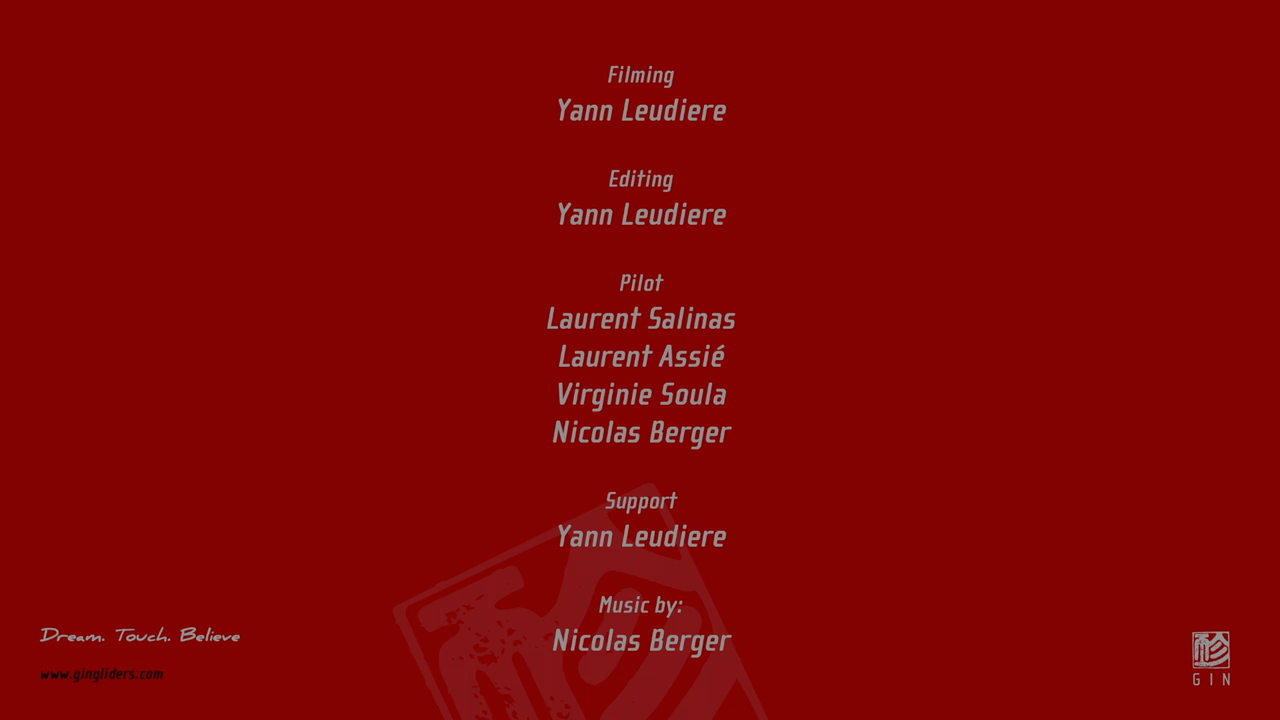 Filming
Yann Leudiere
Editing
Yann Leudiere
Pilot
Laurent Salinas
Laurent Assié
Virginie Soula
Nicolas Berger
Support
Yann Leudiere
Music by:
Nicolas Berger
Dream. Touch. Believe
www.gingliders.com
GIN